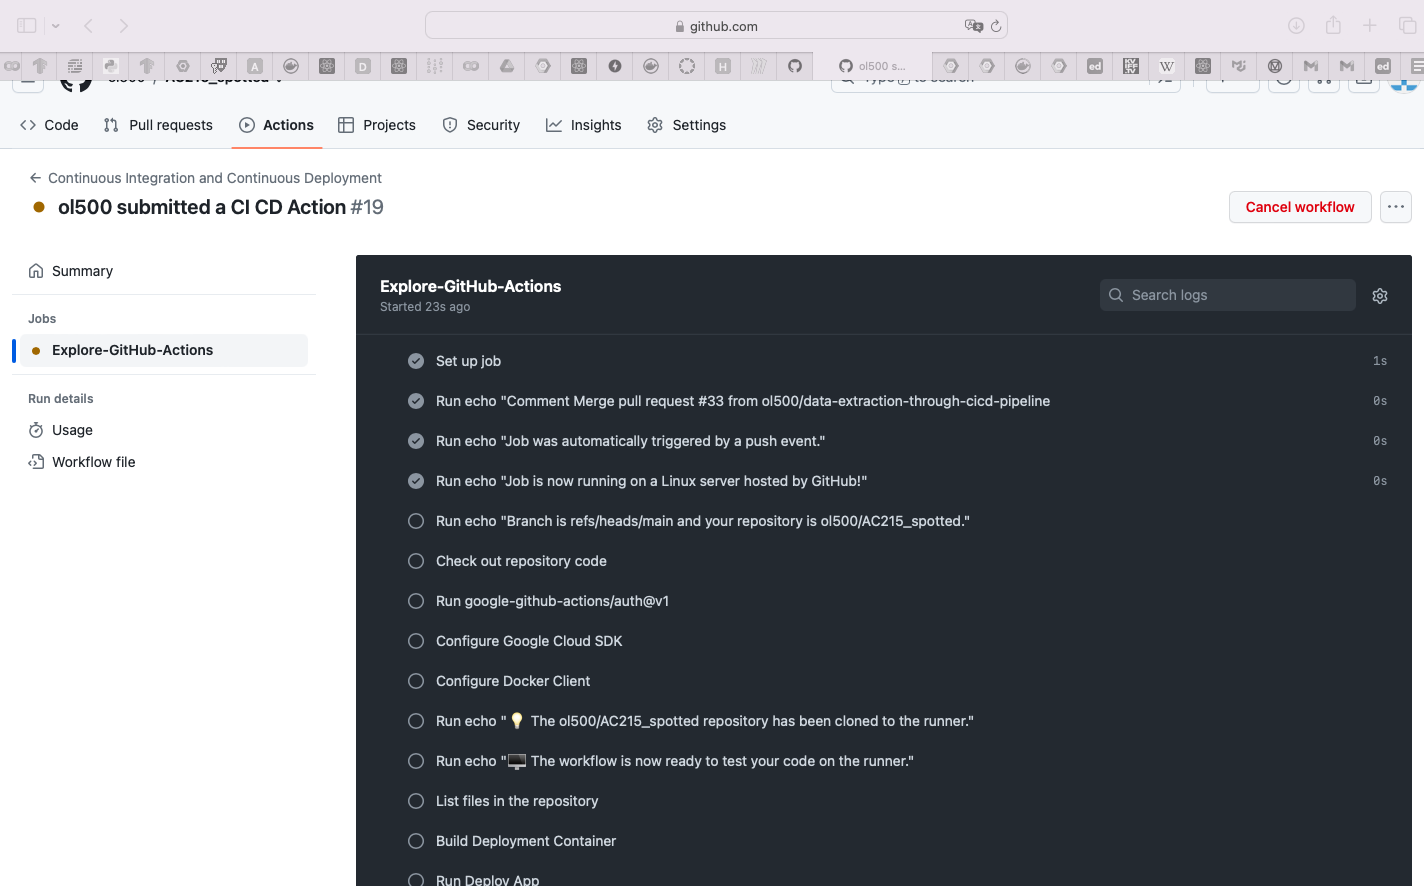 github.com
ol500 s...
ol500 / AC215_spotted
Type / to search
Code
Pull requests
Actions
Projects
Security
Insights
Settings
Continuous Integration and Continuous Deployment
ol500 submitted a CI CD Action #19
Cancel workflow
Summary
Jobs
Explore-GitHub-Actions
Run details
Usage
Workflow file
Explore-GitHub-Actions
Started 23s ago
Search logs
Set up job 1s
Run echo "Comment Merge pull request #33 from ol500/data-extraction-through-cicd-pipeline 0s
Run echo "Job was automatically triggered by a push event." 0s
Run echo "Job is now running on a Linux server hosted by GitHub!" 0s
Run echo "Branch is refs/heads/main and your repository is ol500/AC215_spotted."
Check out repository code
Run google-github-actions/auth@v1
Configure Google Cloud SDK
Configure Docker Client
Run echo "💡 The ol500/AC215_spotted repository has been cloned to the runner."
Run echo "🖥️ The workflow is now ready to test your code on the runner."
List files in the repository
Build Deployment Container
Run Deploy App